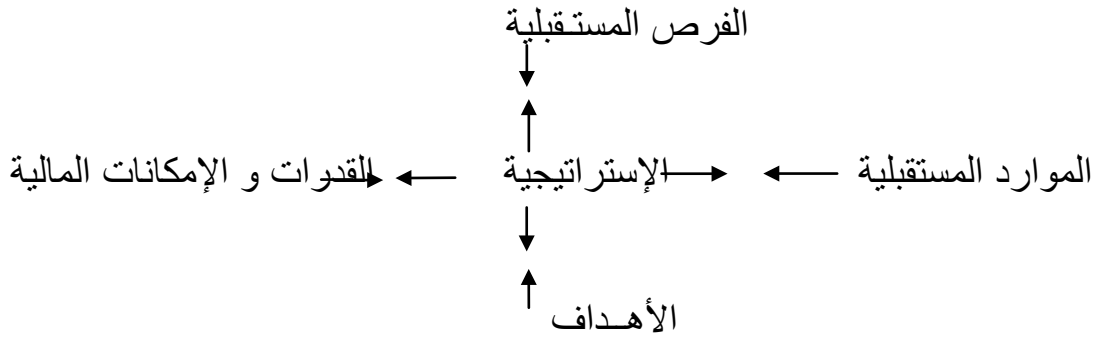 الفرص المستقبلية
الموارد المستقبلية الإستراتيجية القدرات و الإمكانات المالية
الأهداف